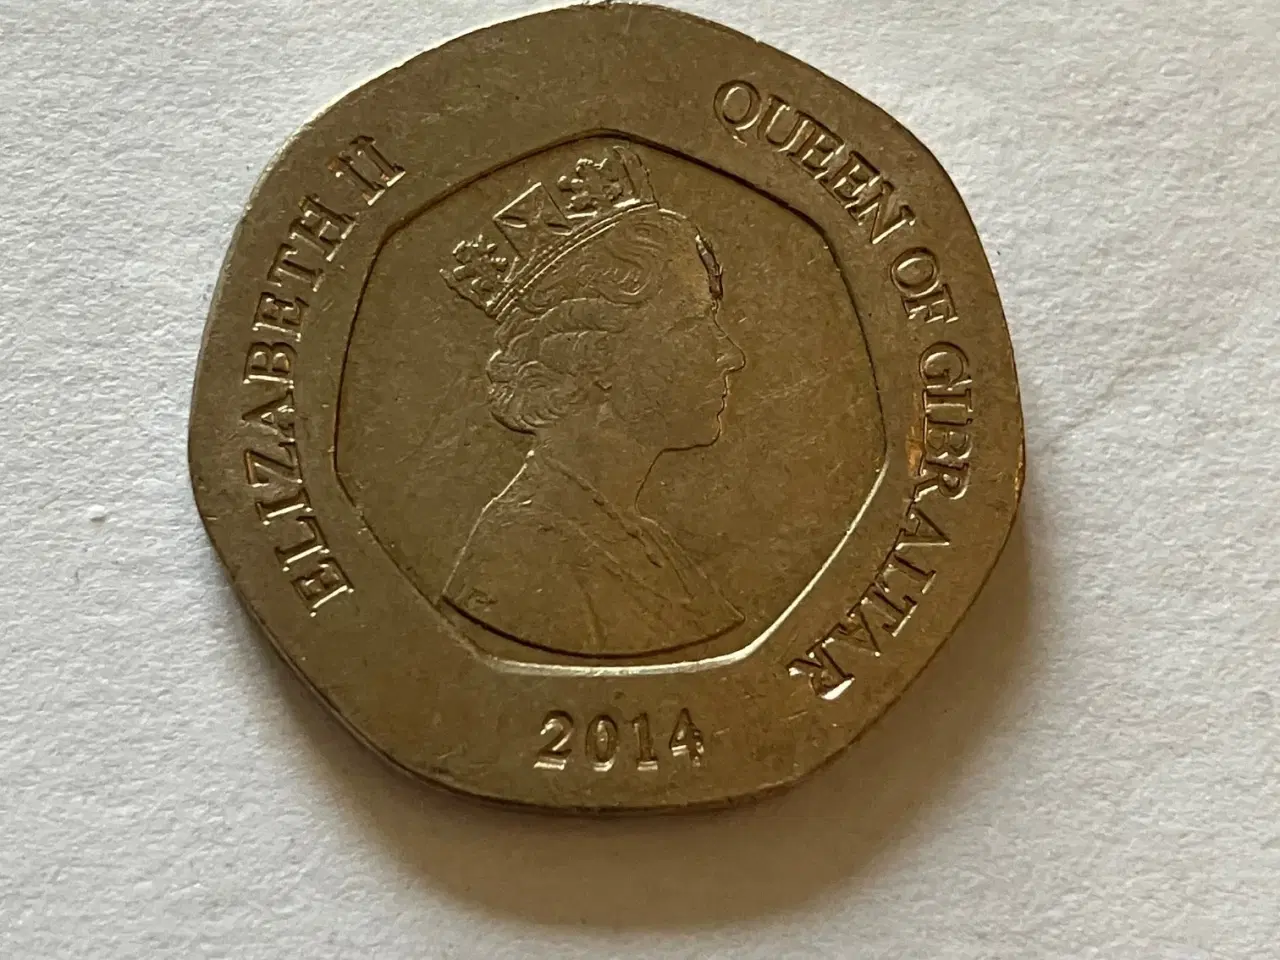 ELIZABETH II
QUEEN OF GIBRALTAR
2014